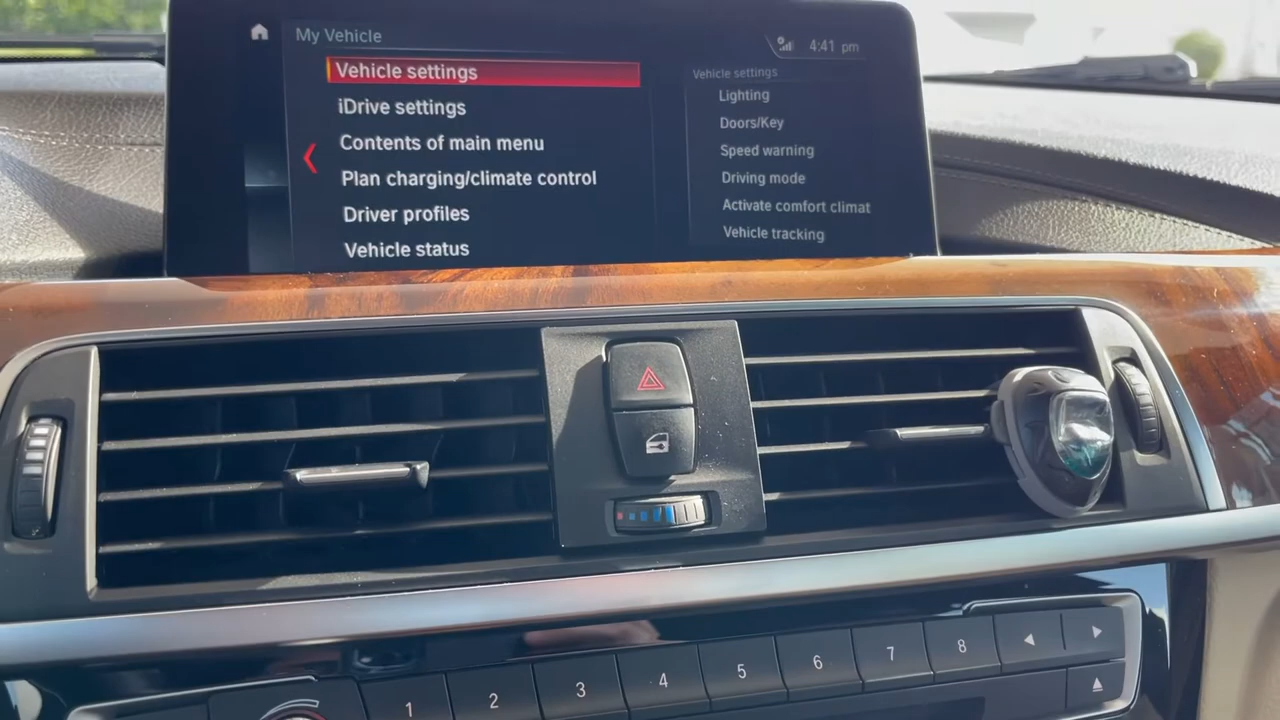 My Vehicle
4:41 pm
Vehicle settings
iDrive settings
Contents of main menu
Plan charging/climate control
Driver profiles
Vehicle status
Vehicle settings
Lighting
Doors/Key
Speed warning
Driving mode
Activate comfort climat
Vehicle tracking
1 2 3 4 5 6 7 8